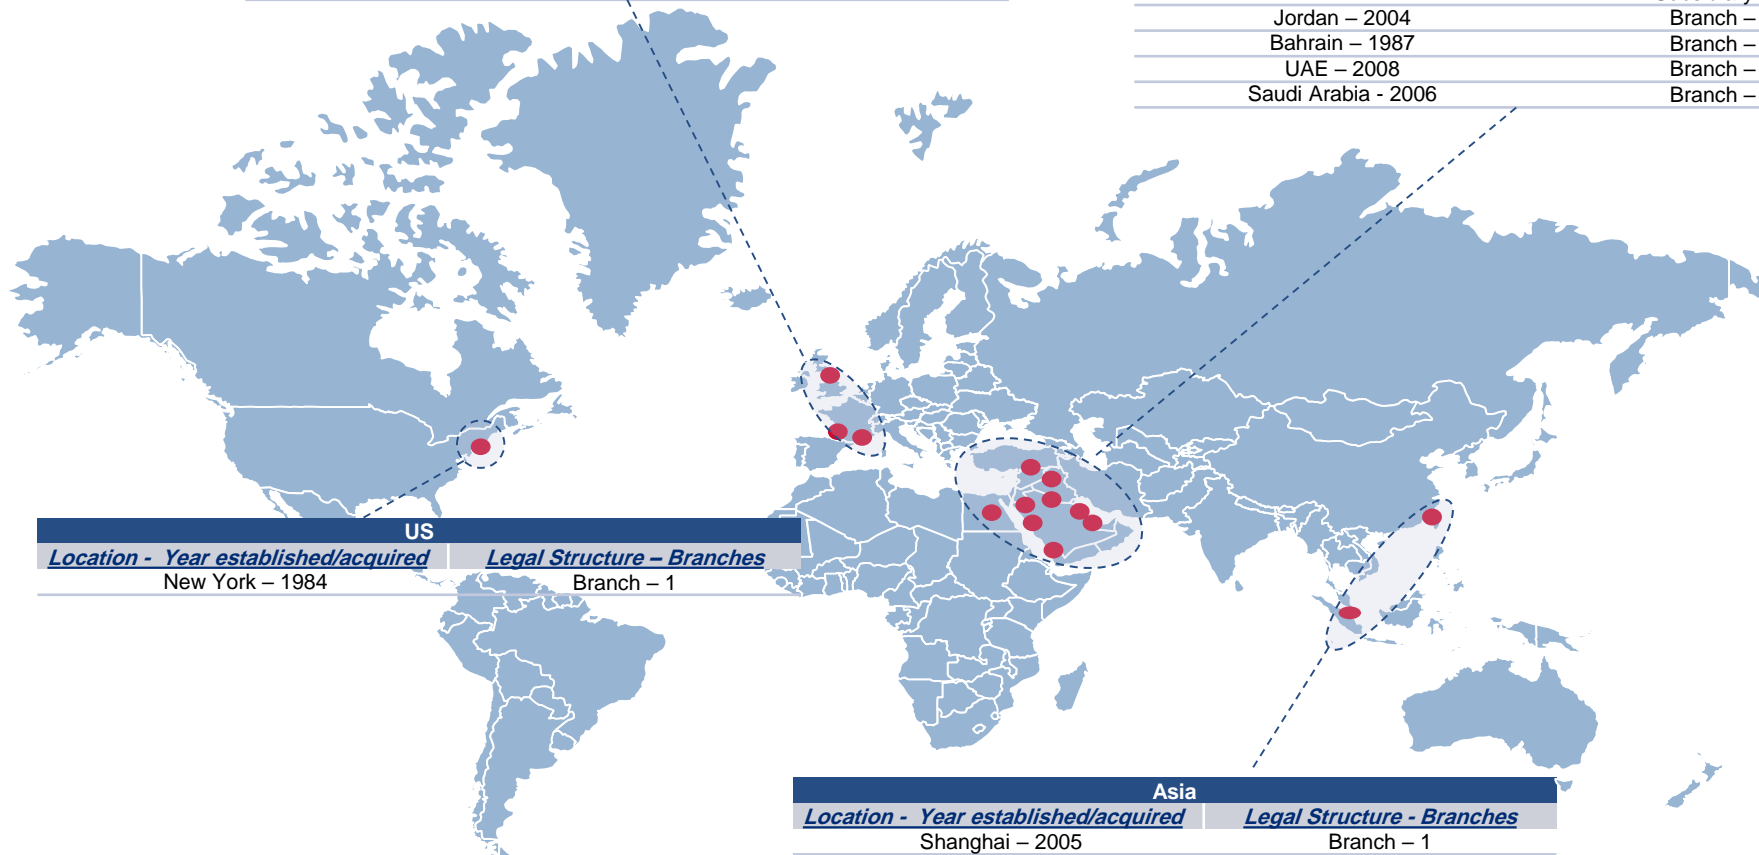 Jordan – 2004 Branch –
Bahrain – 1987 Branch –
UAE – 2008 Branch –
Saudi Arabia - 2006 Branch –
US
Location - Year established/acquired Legal Structure – Branches
New York – 1984 Branch – 1
Asia
Location - Year established/acquired Legal Structure - Branches
Shanghai – 2005 Branch – 1